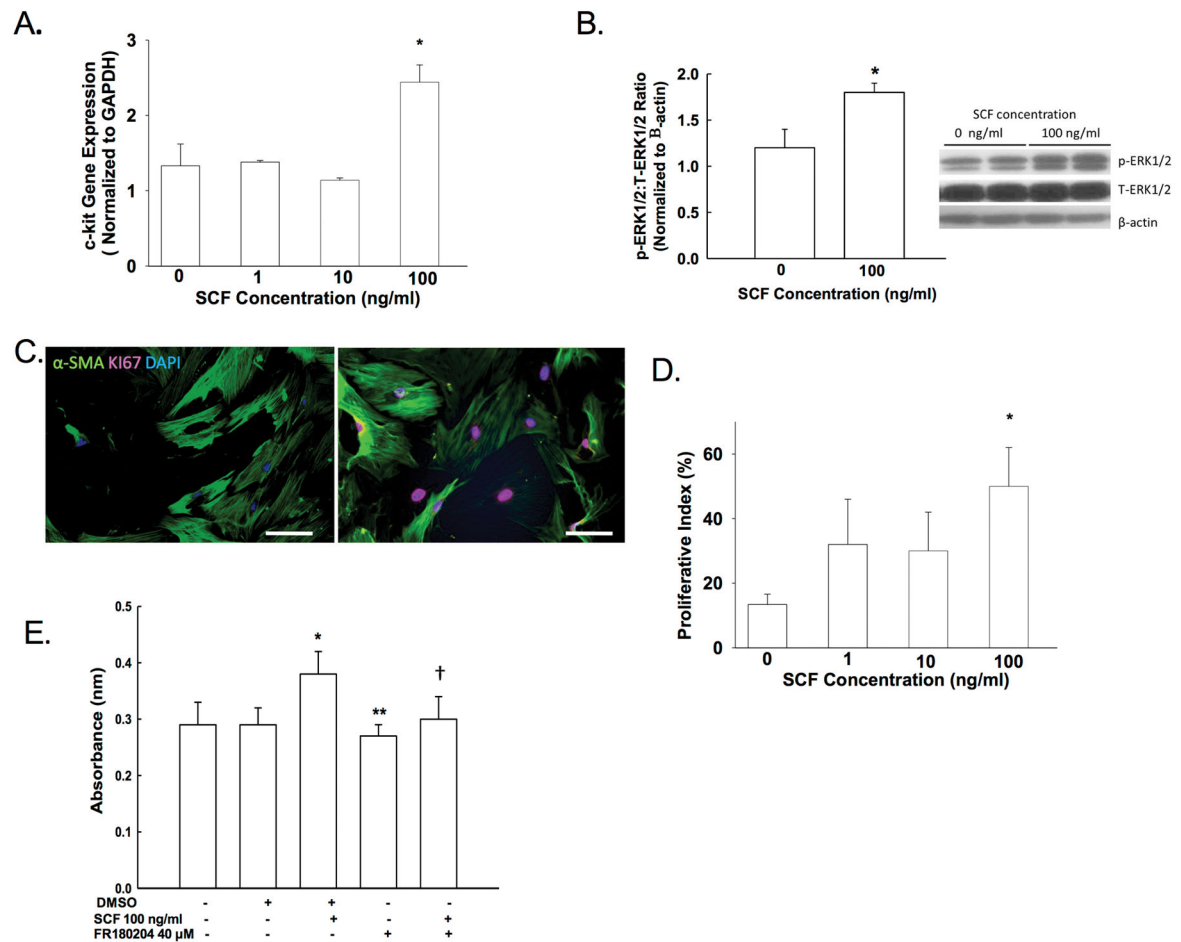 A.
3
2
1
0
c-kit Gene Expression
( Normalized to GAPDH)
*
0 1 10 100
SCF Concentration (ng/ml)
B.
2.0
1.5
1.0
0.5
0.0
p-ERK1/2:T-ERK1/2 Ratio
(Normalized to B-actin)
*
0 100
SCF Concentration (ng/ml)
SCF concentration
0 ng/ml 100 ng/ml
p-ERK1/2
T-ERK1/2
β-actin
C.
α-SMA KI67 DAPI
D.
60
40
20
0
Proliferative Index (%)
*
0 1 10 100
SCF Concentration (ng/ml)
E.
0.5
0.4
0.3
0.2
0.1
0.0
Absorbance (nm)
*
**
†
DMSO - + + - -
SCF 100 ng/ml - - + - +
FR180204 40 µM - - - + +